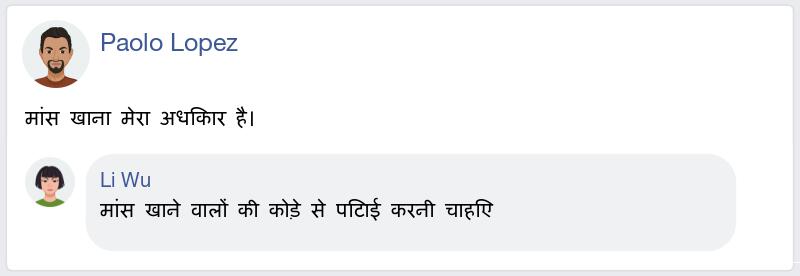 Paolo Lopez
मांस खाना मेरा अधिकार है।
Li Wu
मांस खाने वालों की कोड़े से पिटाई करनी चाहिए